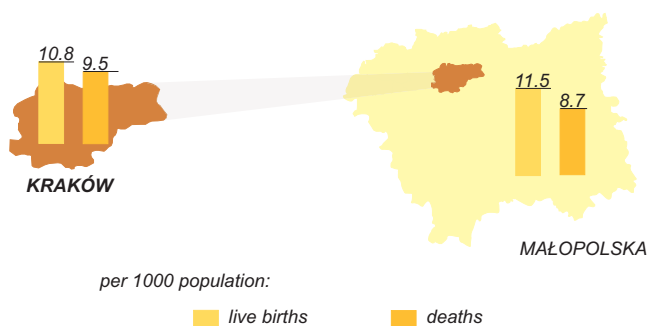 10.8
9.5
KRAKÓW
11.5
8.7
MAŁOPOLSKA
per 1000 population:
live births
deaths